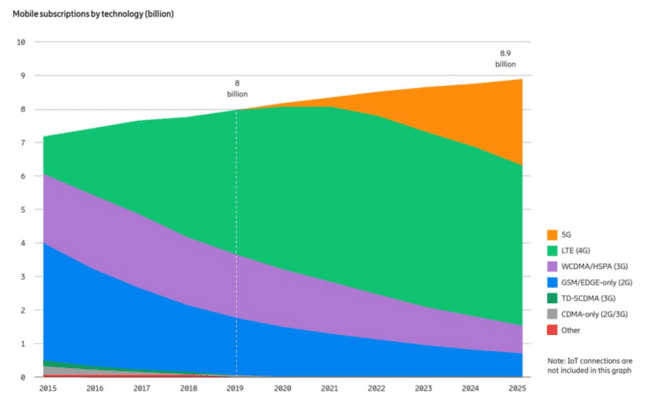 Mobile subscriptions by technology (billion)
10
9
8
7
6
5
4
3
2
1
0
8
billion
8.9
billion
2015 2016 2017 2018 2019 2020 2021 2022 2023 2024 2025
5G
LTE (4G)
WCDMA/HSPA (3G)
GSM/EDGE-only (2G)
TD-SCDMA (3G)
CDMA-only (2G/3G)
Other
Note: IoT connections are
not included in this graph